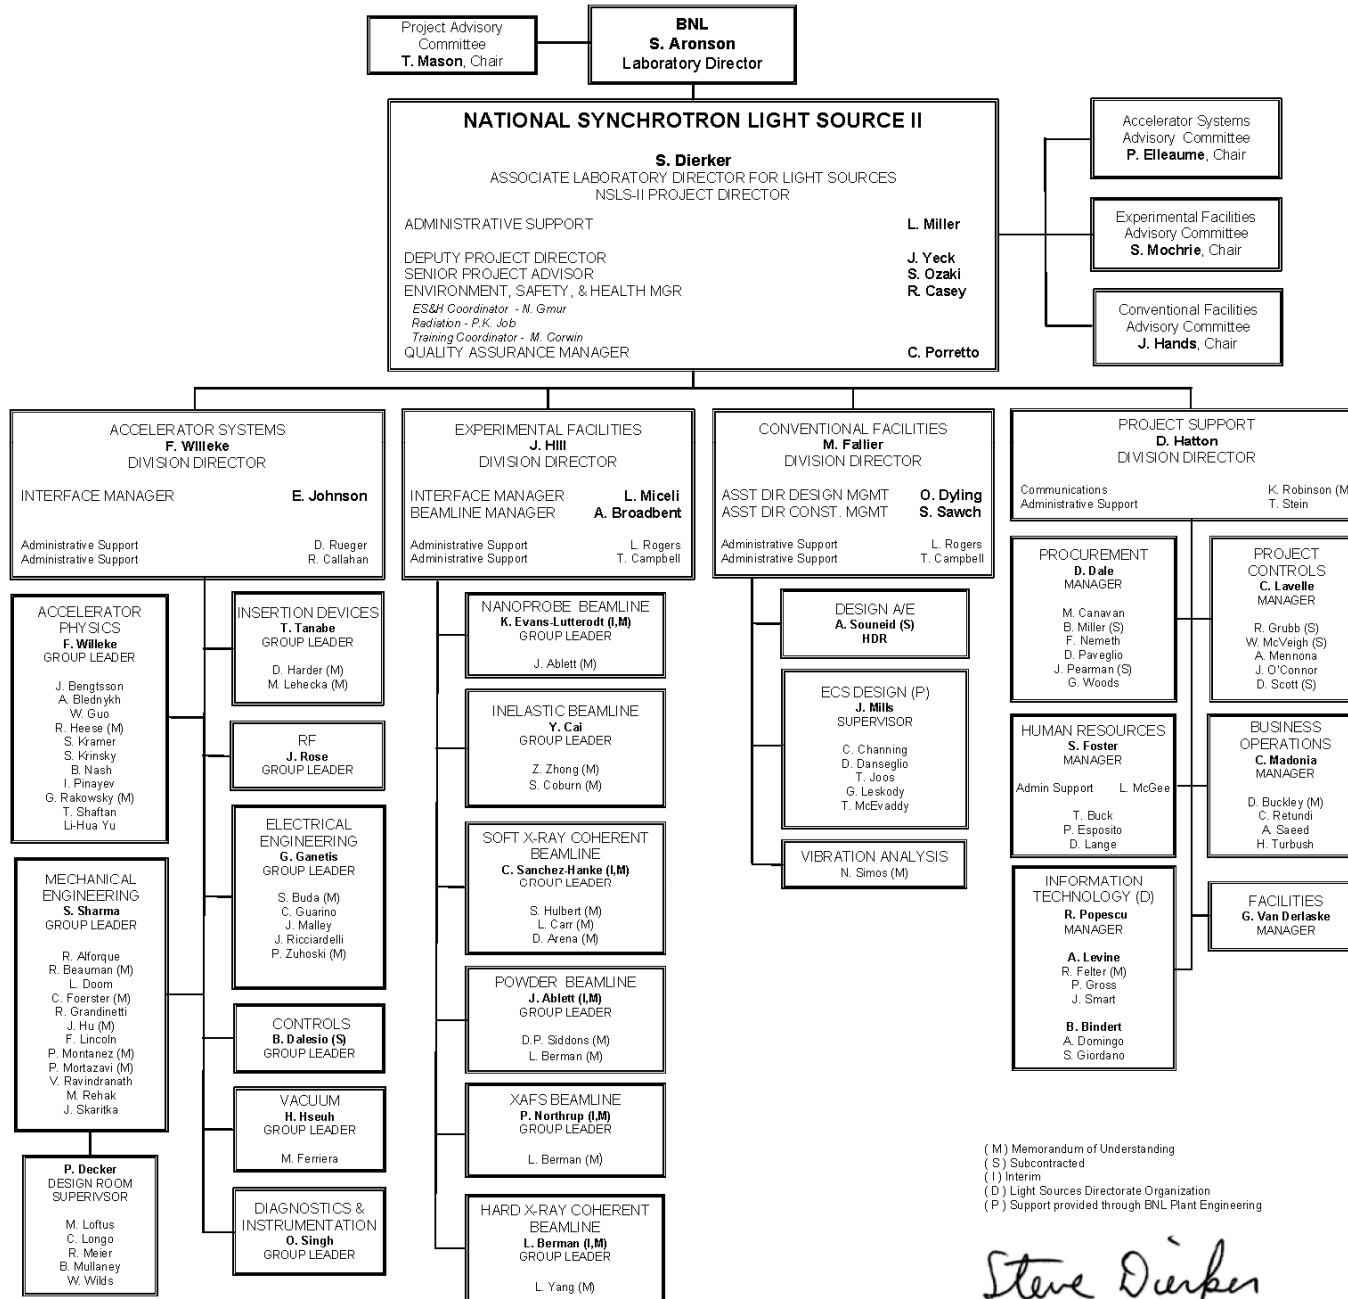 Project Advisory
Committee
T. Mason, Chair
BNL
S. Aronson
Laboratory Director
NATIONAL SYNCHROTRON LIGHT SOURCE II
S. Dierker
ASSOCIATE LABORATORY DIRECTOR FOR LIGHT SOURCES
NSLS-II PROJECT DIRECTOR
ADMINISTRATIVE SUPPORT L. Miller
DEPUTY PROJECT DIRECTOR J. Yeck
SENIOR PROJECT ADVISOR S. Ozaki
ENVIRONMENT, SAFETY, & HEALTH MGR R. Casey
ES&H Coordinator - N. Gmur
Radiation - P.K. Job
Training Coordinator - M. Corwin
QUALITY ASSURANCE MANAGER C. Porretto
Accelerator Systems
Advisory Committee
P. Elleaume, Chair
Experimental Facilities
Advisory Committee
S. Mochrie, Chair
Conventional Facilities
Advisory Committee
J. Hands, Chair
ACCELERATOR SYSTEMS
F. Willeke
DIVISION DIRECTOR
INTERFACE MANAGER E. Johnson
Administrative Support D. Rueger
Administrative Support R. Callahan
ACCELERATOR
PHYSICS
F. Willeke
GROUP LEADER
J. Bengtsson
A. Blednykh
W. Guo
R. Heese (M)
S. Kramer
S. Krinsky
B. Nash
I. Pinayev
G. Rakowsky (M)
T. Shaftan
Li-Hua Yu
MECHANICAL
ENGINEERING
S. Sharma
GROUP LEADER
R. Alforque
R. Beauman (M)
L. Doom
C. Foerster (M)
R. Grandinetti
J. Hu (M)
F. Lincoln
P. Montanez (M)
P. Mortazavi (M)
V. Ravindranath
M. Rehak
J. Skaritka
P. Decker
DESIGN ROOM
SUPERIVSOR
M. Loftus
C. Longo
R. Meier
B. Mullaney
W. Wilds
INSERTION DEVICES
T. Tanabe
GROUP LEADER
D. Harder (M)
M. Lehecka (M)
RF
J. Rose
GROUP LEADER
ELECTRICAL
ENGINEERING
G. Ganetis
GROUP LEADER
S. Buda (M)
C. Guarino
J. Malley
J. Ricciardelli
P. Zuhoski (M)
CONTROLS
B. Dalesio (S)
GROUP LEADER
VACUUM
H. Hseuh
GROUP LEADER
M. Ferriera
DIAGNOSTICS &
INSTRUMENTATION
O. Singh
GROUP LEADER
EXPERIMENTAL FACILITIES
J. Hill
DIVISION DIRECTOR
INTERFACE MANAGER L. Miceli
BEAMLINE MANAGER A. Broadbent
Administrative Support L. Rogers
Administrative Support T. Campbell
NANOPROBE BEAMLINE
K. Evans-Lutterodt (I,M)
GROUP LEADER
J. Ablett (M)
INELASTIC BEAMLINE
Y. Cai
GROUP LEADER
Z. Zhong (M)
S. Coburn (M)
SOFT X-RAY COHERENT
BEAMLINE
C. Sanchez-Hanke (I,M)
GROUP LEADER
S. Hulbert (M)
L. Carr (M)
D. Arena (M)
POWDER BEAMLINE
J. Ablett (I,M)
GROUP LEADER
D.P. Siddons (M)
L. Berman (M)
XAFS BEAMLINE
P. Northrup (I,M)
GROUP LEADER
L. Berman (M)
HARD X-RAY COHERENT
BEAMLINE
L. Berman (I,M)
GROUP LEADER
L. Yang (M)
CONVENTIONAL FACILITIES
M. Fallier
DIVISION DIRECTOR
ASST DIR DESIGN MGMT O. Dyling
ASST DIR CONST. MGMT S. Sawch
Administrative Support L. Rogers
Administrative Support T. Campbell
DESIGN A/E
A. Souneid (S)
HDR
ECS DESIGN (P)
J. Mills
SUPERVISOR
C. Channing
D. Danseglio
T. Joos
G. Leskody
T. McEvaddy
VIBRATION ANALYSIS
N. Simos (M)
PROJECT SUPPORT
D. Hatton
DIVISION DIRECTOR
Communications K. Robinson (M
Administrative Support T. Stein
PROCUREMENT
D. Dale
MANAGER
M. Canavan
B. Miller (S)
F. Nemeth
D. Paveglio
J. Pearman (S)
G. Woods
PROJECT
CONTROLS
C. Lavelle
MANAGER
R. Grubb (S)
W. McVeigh (S)
A. Mennona
J. O'Connor
D. Scott (S)
HUMAN RESOURCES
S. Foster
MANAGER
Admin Support L. McGee
T. Buck
P. Esposito
D. Lange
BUSINESS
OPERATIONS
C. Madonia
MANAGER
D. Buckley (M)
C. Retundi
A. Saeed
H. Turbush
INFORMATION
TECHNOLOGY (D)
R. Popescu
MANAGER
A. Levine
R. Felter (M)
P. Gross
J. Smart
B. Bindert
A. Domingo
S. Giordano
FACILITIES
G. Van Derlaske
MANAGER
( M ) Memorandum of Understanding
( S ) Subcontracted
( I ) Interim
( D ) Light Sources Directorate Organization
( P ) Support provided through BNL Plant Engineering
Steve Dierker